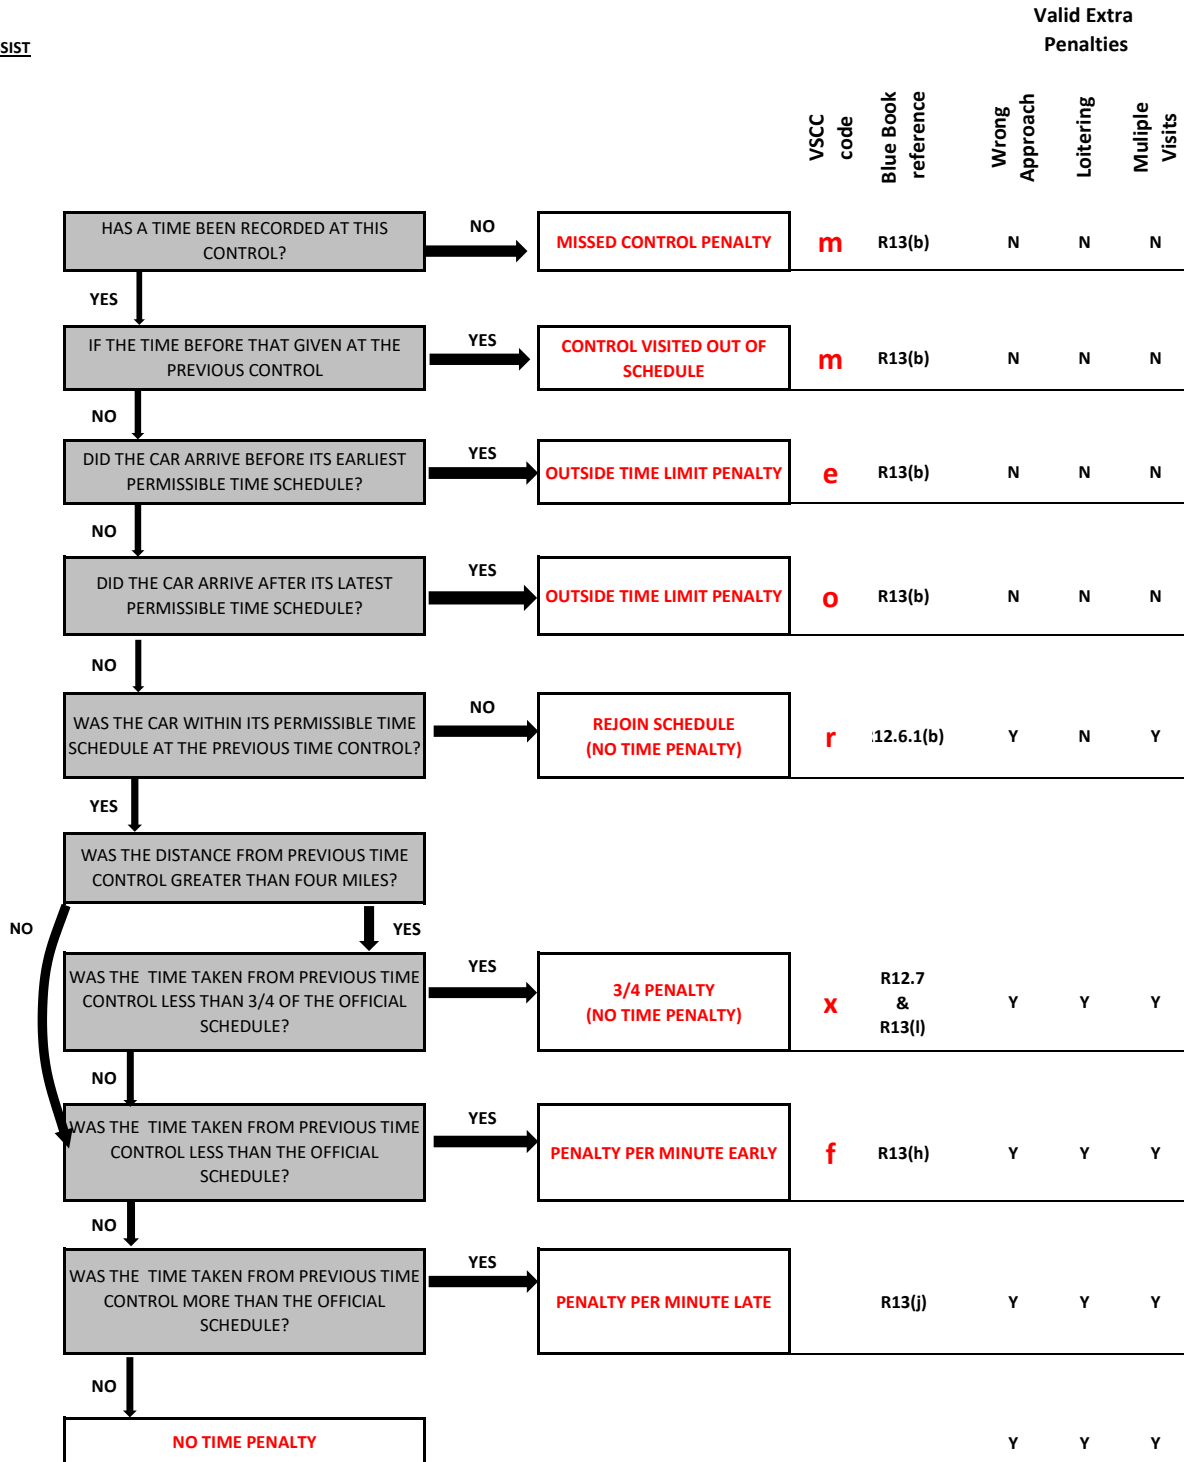 Valid Extra
Penalties
SIST
VSCC
code
Blue Book
reference
Wrong
Approach
Loitering
Muliple
Visits
HAS A TIME BEEN RECORDED AT THIS
CONTROL?
NO
MISSED CONTROL PENALTY
m
R13(b)
N
N
N
YES
IF THE TIME BEFORE THAT GIVEN AT THE
PREVIOUS CONTROL
YES
CONTROL VISITED OUT OF
SCHEDULE
m
R13(b)
N
N
N
NO
DID THE CAR ARRIVE BEFORE ITS EARLIEST
PERMISSIBLE TIME SCHEDULE?
YES
OUTSIDE TIME LIMIT PENALTY
e
R13(b)
N
N
N
NO
DID THE CAR ARRIVE AFTER ITS LATEST
PERMISSIBLE TIME SCHEDULE?
YES
OUTSIDE TIME LIMIT PENALTY
o
R13(b)
N
N
N
NO
WAS THE CAR WITHIN ITS PERMISSIBLE TIME
SCHEDULE AT THE PREVIOUS TIME CONTROL?
NO
REJOIN SCHEDULE
(NO TIME PENALTY)
r
12.6.1(b)
Y
N
Y
YES
WAS THE DISTANCE FROM PREVIOUS TIME
CONTROL GREATER THAN FOUR MILES?
NO
YES
WAS THE TIME TAKEN FROM PREVIOUS TIME
CONTROL LESS THAN 3/4 OF THE OFFICIAL
SCHEDULE?
YES
3/4 PENALTY
(NO TIME PENALTY)
x
R12.7
&
R13(l)
Y
Y
Y
NO
WAS THE TIME TAKEN FROM PREVIOUS TIME
CONTROL LESS THAN THE OFFICIAL
SCHEDULE?
YES
PENALTY PER MINUTE EARLY
f
R13(h)
Y
Y
Y
NO
WAS THE TIME TAKEN FROM PREVIOUS TIME
CONTROL MORE THAN THE OFFICIAL
SCHEDULE?
YES
PENALTY PER MINUTE LATE
R13(j)
Y
Y
Y
NO
NO TIME PENALTY
Y
Y
Y